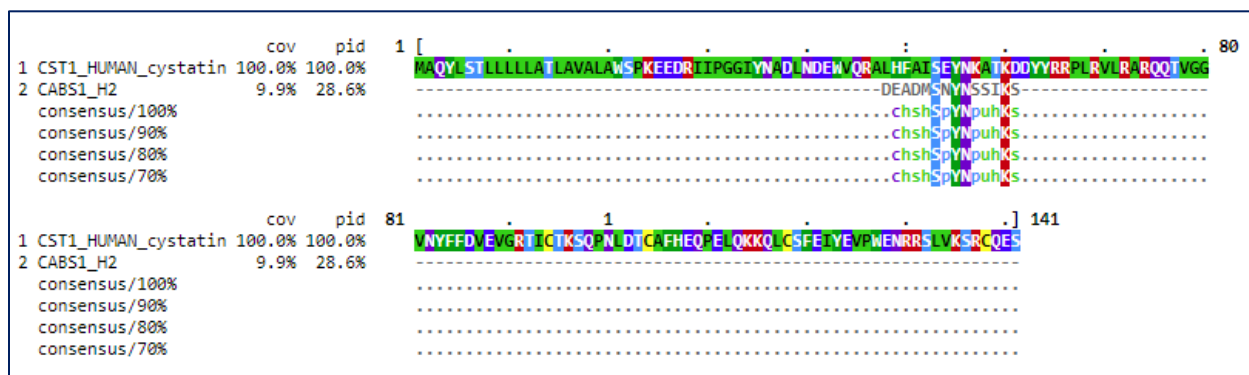 cov pid 1 [ . . . . : . . . 80
1 CST1_HUMAN_cystatin 100.0% 100.0% MAQYLSTLLLLLATLAVALAWSPKEEDRIIPGGIYNADLNDEWVQRALHFAISEYNKATKDDYYRRPLRVLRARQQTVGG
2 CABS1_H2 9.9% 28.6% -----------------------------------------------DEADMSNYNSSIKS-------------------
consensus/100% ................................................chshSpYNpuhKs...................
consensus/90% ................................................chshSpYNpuhKs...................
consensus/80% ................................................chshSpYNpuhKs...................
consensus/70% ................................................chshSpYNpuhKs...................
cov pid 81 . 1 . . . .] 141
1 CST1_HUMAN_cystatin 100.0% 100.0% VNYFFDVEVGRTICTKSQPNLDTCAFHEQPELQKKQLCSFEIYEVPWENRRSLVKSRCQES
2 CABS1_H2 9.9% 28.6% -------------------------------------------------------------
consensus/100% .............................................................
consensus/90% .............................................................
consensus/80% .............................................................
consensus/70% .............................................................